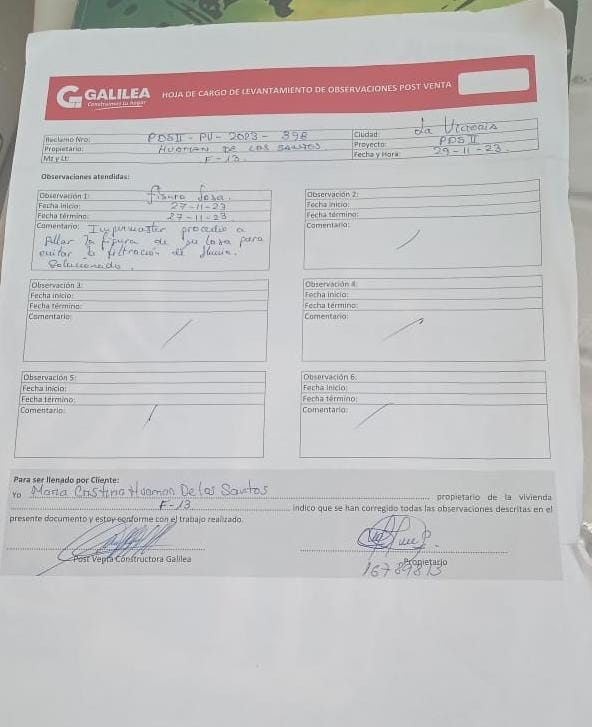 GALILEA
Construimos tu hogar
HOJA DE CARGO DE LEVANTAMIENTO DE OBSERVACIONES POST VENTA
Reclamo Nro: PDSII - PV - 2023 - 398 Ciudad: La Victoria
Propietario: HUAMAN DE LOS SANTOS Proyecto: PDS II
Mz y Lt: F - 13 Fecha y Hora: 29-11-23.
Observaciones atendidas:
Observación 1: fisura losa.
Fecha inicio: 27-11-23
Fecha término: 27-11-23
Comentario: procedio a
la fisura de su losa para
evitar la filtración de lluvia.
Solucionado.
Observación 2:
Fecha inicio:
Fecha término:
Comentario:
Observación 3:
Fecha inicio:
Fecha término:
Comentario:
Observación 4:
Fecha inicio:
Fecha término:
Comentario:
Observación 5:
Fecha inicio:
Fecha término:
Comentario:
Observación 6:
Fecha inicio:
Fecha término:
Comentario:
Para ser llenado por Cliente:
Yo Maria Cristina Huaman De los Santos propietario de la vivienda
F-13 indico que se han corregido todas las observaciones descritas en el
presente documento y estoy conforme con el trabajo realizado.
Post Venta Constructora Galilea
Propietario
16789813